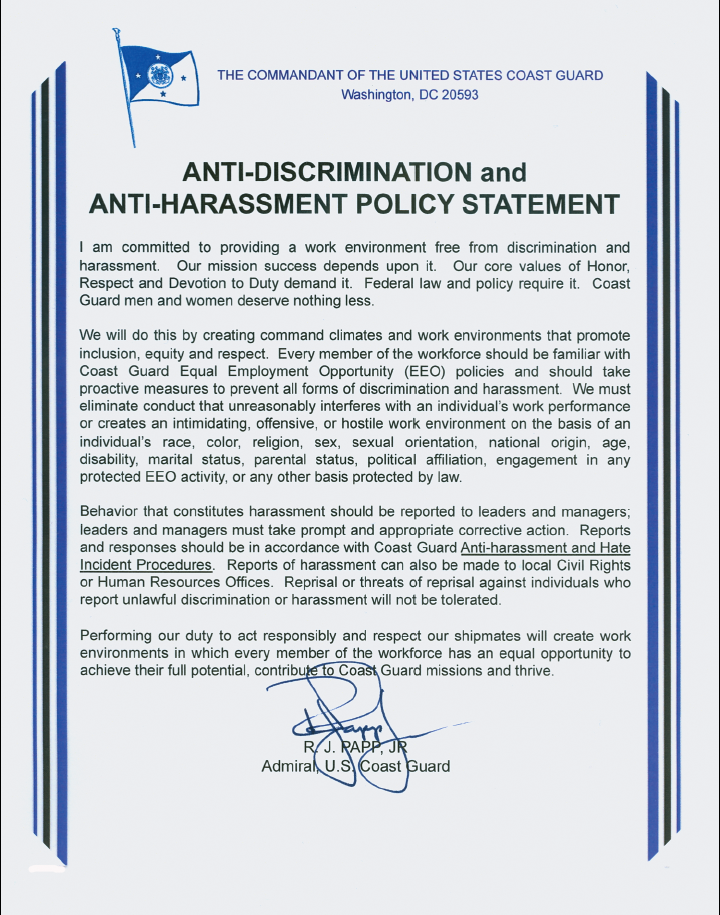 THE COMMANDANT OF THE UNITED STATES COAST GUARD
Washington, DC 20593
ANTI-DISCRIMINATION and
ANTI-HARASSMENT POLICY STATEMENT
I am committed to providing a work environment free from discrimination and
harassment. Our mission success depends upon it. Our core values of Honor,
Respect and Devotion to Duty demand it. Federal law and policy require it. Coast
Guard men and women deserve nothing less.
We will do this by creating command climates and work environments that promote
inclusion, equity and respect. Every member of the workforce should be familiar with
Coast Guard Equal Employment Opportunity (EEO) policies and should take
proactive measures to prevent all forms of discrimination and harassment. We must
eliminate conduct that unreasonably interferes with an individual's work performance
or creates an intimidating, offensive, or hostile work environment on the basis of an
individual's race, color, religion, sex, sexual orientation, national origin, age,
disability, marital status, parental status, political affiliation, engagement in any
protected EEO activity, or any other basis protected by law.
Behavior that constitutes harassment should be reported to leaders and managers;
leaders and managers must take prompt and appropriate corrective action. Reports
and responses should be in accordance with Coast Guard Anti-harassment and Hate
Incident Procedures. Reports of harassment can also be made to local Civil Rights
or Human Resources Offices. Reprisal or threats of reprisal against individuals who
report unlawful discrimination or harassment will not be tolerated.
Performing our duty to act responsibly and respect our shipmates will create work
environments in which every member of the workforce has an equal opportunity to
achieve their full potential, contribute to Coast Guard missions and thrive.
R. J. PAPP, JR
Admiral, U.S. Coast Guard